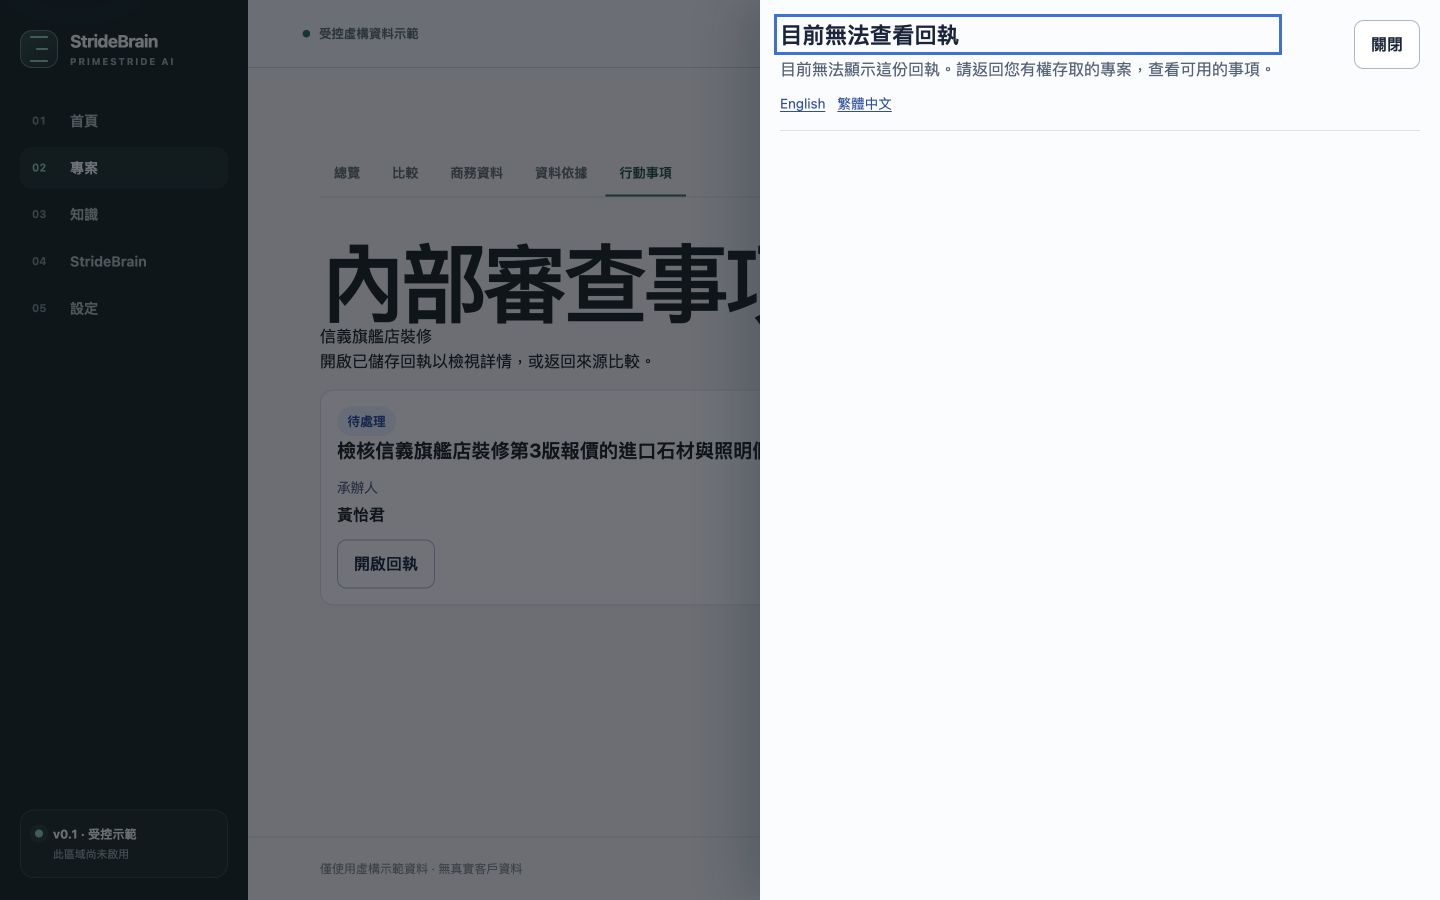 StrideBrain
PRIMESTRIDE AI
01 首頁
02 專案
03 知識
04 StrideBrain
05 設定
v0.1 · 受控示範
此區域尚未啟用
受控虛構資料示範
總覽 比較 商務資料 資料依據 行動事項
內部審查事項
信義旗艦店裝修
開啟已儲存回執以檢視詳情，或返回來源比較。
待處理
檢核信義旗艦店裝修第3版報價的進口石材與照明
承辦人
黃怡君
開啟回執
僅使用虛構示範資料 · 無真實客戶資料
目前無法查看回執
目前無法顯示這份回執。請返回您有權存取的專案，查看可用的事項。
English 繁體中文
關閉